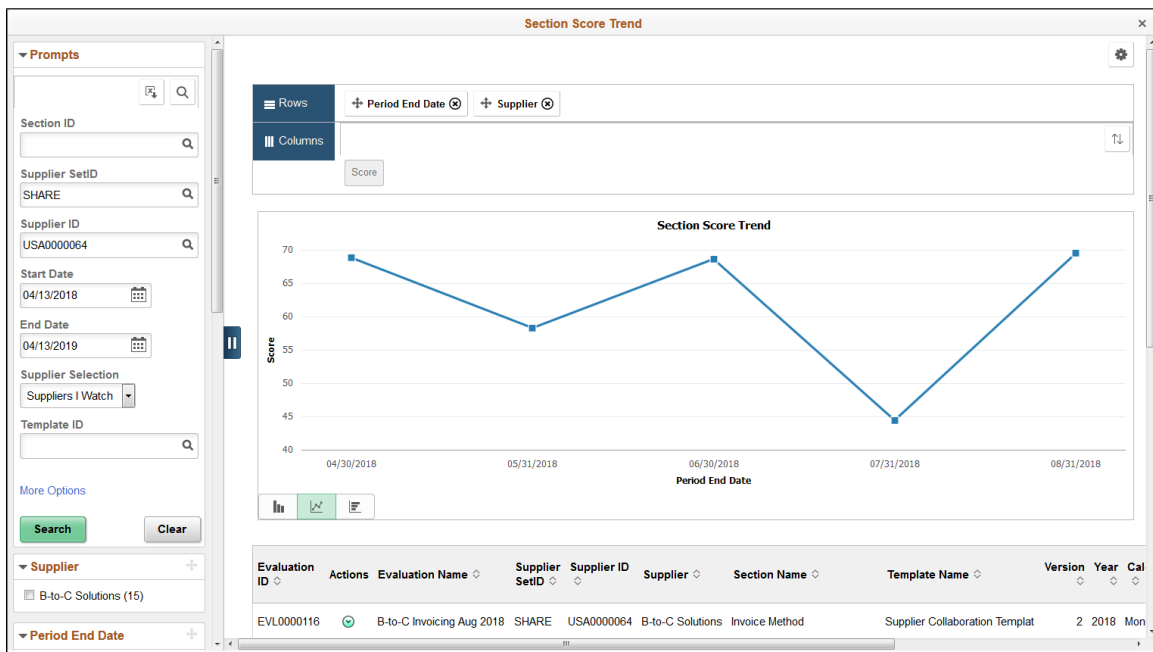 Section Score Trend
×
Prompts
Section ID
Supplier SetID
SHARE
Supplier ID
USA0000064
Start Date
04/13/2018
End Date
04/13/2019
Supplier Selection
Suppliers I Watch
Template ID
More Options
Search Clear
Supplier
B-to-C Solutions (15)
Period End Date
Rows Period End Date Supplier
Columns
Score
Section Score Trend
70
65
60
55
50
45
40
Score
04/30/2018 05/31/2018 06/30/2018 07/31/2018 08/31/2018
Period End Date
Evaluation ID Actions Evaluation Name Supplier SetID Supplier ID Supplier Section Name Template Name Version Year Cal
EVL0000116 B-to-C Invoicing Aug 2018 SHARE USA0000064 B-to-C Solutions Invoice Method Supplier Collaboration Templat 2 2018 Mon